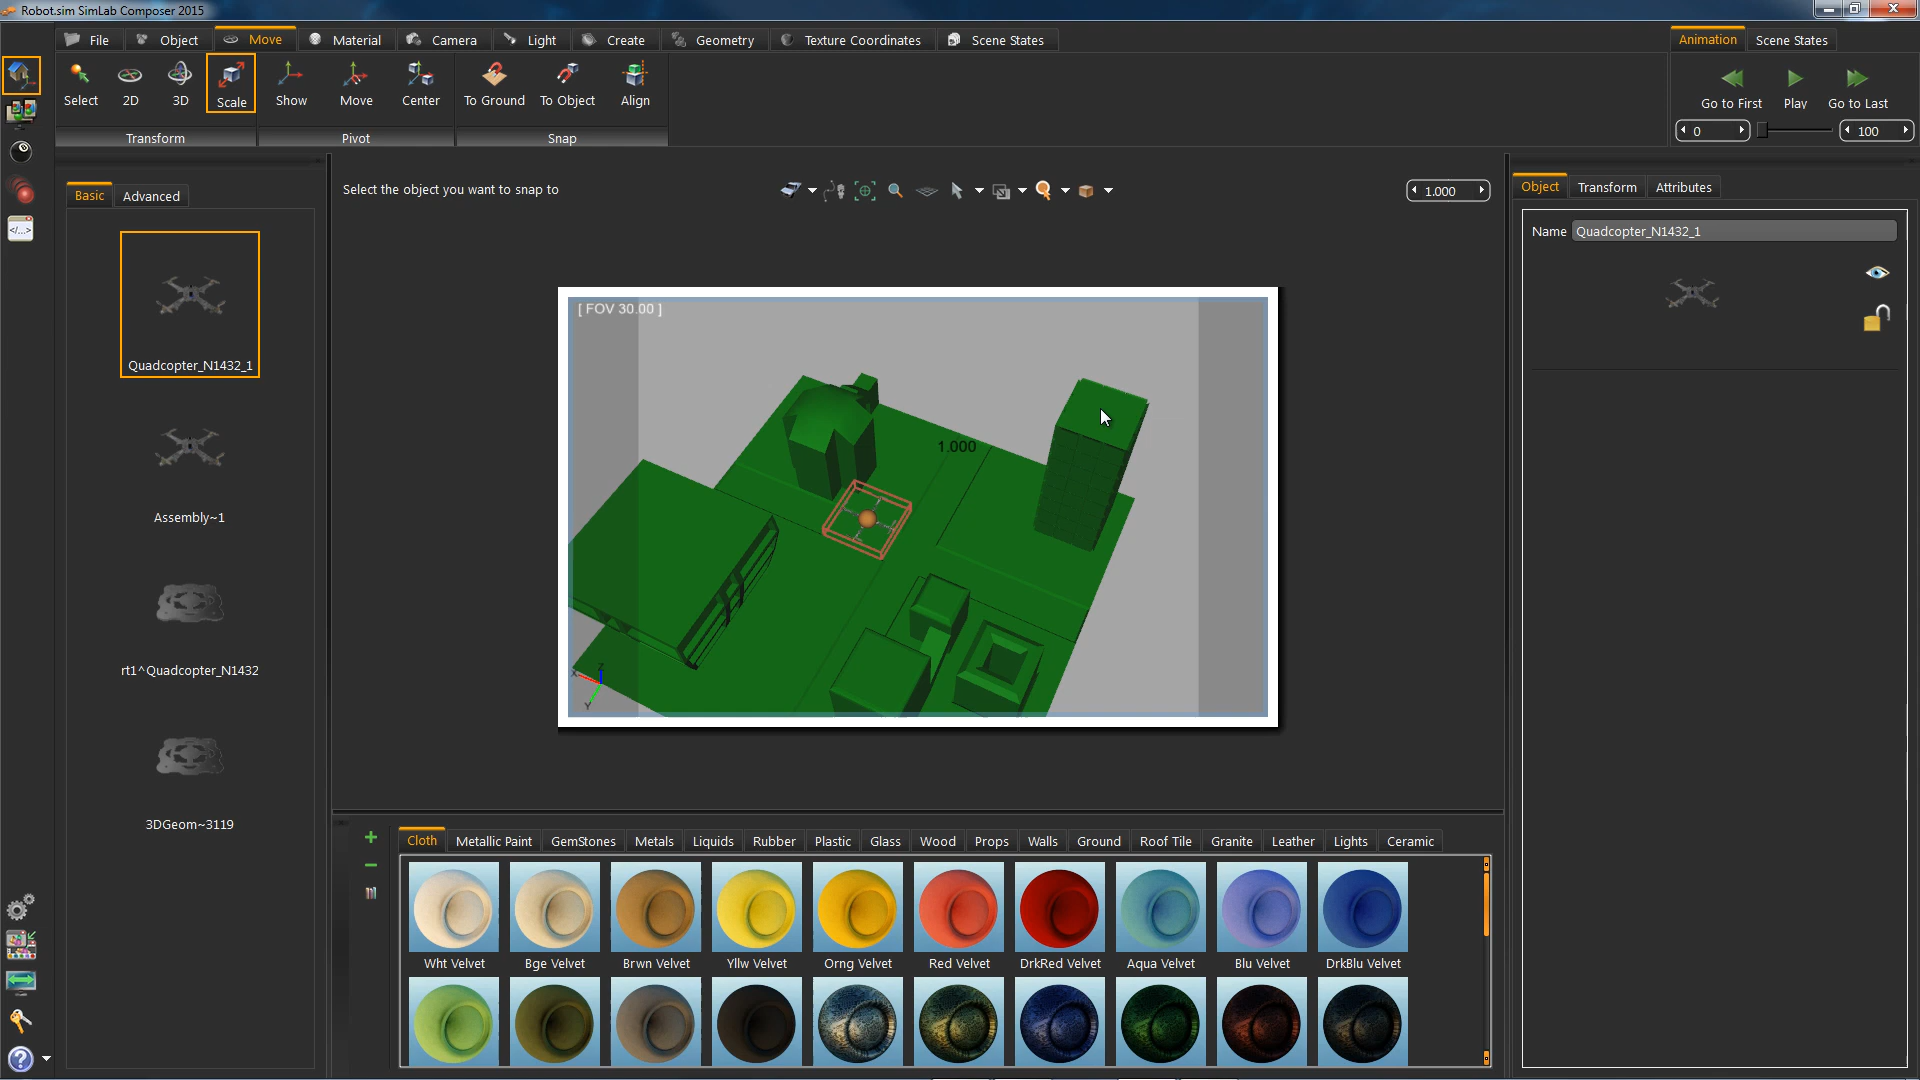 Robot.sim SimLab Composer 2015
File Object Move Material Camera Light Create Geometry Texture Coordinates Scene States
Animation Scene States
Select 2D 3D Scale Show Move Center To Ground To Object Align
Go to First Play Go to Last
Transform Pivot Snap
0 100
Basic Advanced
Select the object you want to snap to
1.000
Object Transform Attributes
Name Quadcopter_N1432_1
Quadcopter_N1432_1
Assembly~1
rt1^Quadcopter_N1432
3DGeom~3119
[ FOV 30.00 ]
1.000
X Z
Y
Cloth Metallic Paint GemStones Metals Liquids Rubber Plastic Glass Wood Props Walls Ground Roof Tile Granite Leather Lights Ceramic
Wht Velvet Bge Velvet Brwn Velvet Yllw Velvet Orng Velvet Red Velvet DrkRed Velvet Aqua Velvet Blu Velvet DrkBlu Velvet